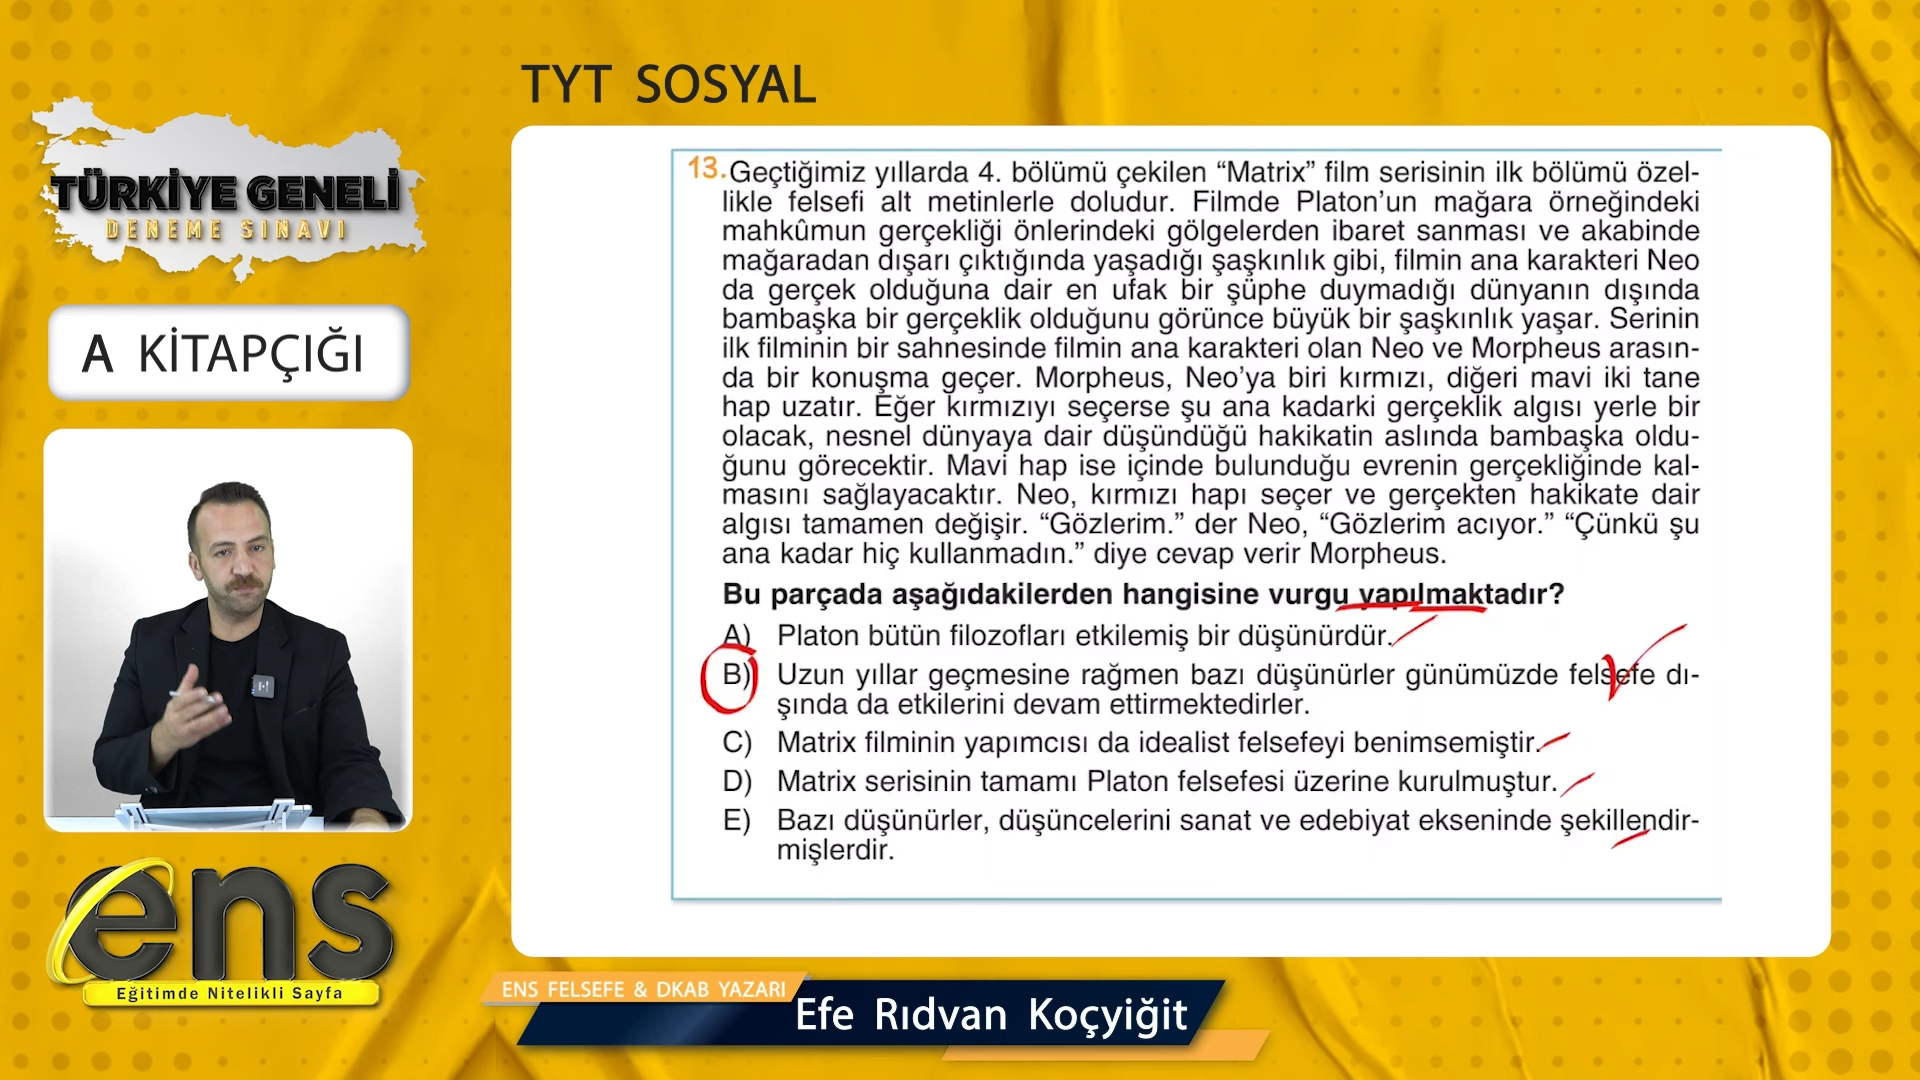 TYT SOSYAL
TÜRKİYE GENELİ
DENEME SINAVI
A KİTAPÇIĞI
13. Geçtiğimiz yıllarda 4. bölümü çekilen “Matrix” film serisinin ilk bölümü özel-
likle felsefi alt metinlerle doludur. Filmde Platon’un mağara örneğindeki
mahkûmun gerçekliği önlerindeki gölgelerden ibaret sanması ve akabinde
mağaradan dışarı çıktığında yaşadığı şaşkınlık gibi, filmin ana karakteri Neo
da gerçek olduğuna dair en ufak bir şüphe duymadığı dünyanın dışında
bambaşka bir gerçeklik olduğunu görünce büyük bir şaşkınlık yaşar. Serinin
ilk filminin bir sahnesinde filmin ana karakteri olan Neo ve Morpheus arasın-
da bir konuşma geçer. Morpheus, Neo’ya biri kırmızı, diğeri mavi iki tane
hap uzatır. Eğer kırmızıyı seçerse şu ana kadarki gerçeklik algısı yerle bir
olacak, nesnel dünyaya dair düşündüğü hakikatin aslında bambaşka oldu-
ğunu görecektir. Mavi hap ise içinde bulunduğu evrenin gerçekliğinde kal-
masını sağlayacaktır. Neo, kırmızı hapı seçer ve gerçekten hakikate dair
algısı tamamen değişir. “Gözlerim.” der Neo, “Gözlerim acıyor.” “Çünkü şu
ana kadar hiç kullanmadın.” diye cevap verir Morpheus.
Bu parçada aşağıdakilerden hangisine vurgu yapılmaktadır?
A) Platon bütün filozofları etkilemiş bir düşünürdür.
B) Uzun yıllar geçmesine rağmen bazı düşünürler günümüzde felsefe dı-
şında da etkilerini devam ettirmektedirler.
C) Matrix filminin yapımcısı da idealist felsefeyi benimsemiştir.
D) Matrix serisinin tamamı Platon felsefesi üzerine kurulmuştur.
E) Bazı düşünürler, düşüncelerini sanat ve edebiyat ekseninde şekillendir-
mişlerdir.
ens
Eğitimde Nitelikli Sayfa
ENS FELSEFE & DKAB YAZARI
Efe Rıdvan Koçyiğit